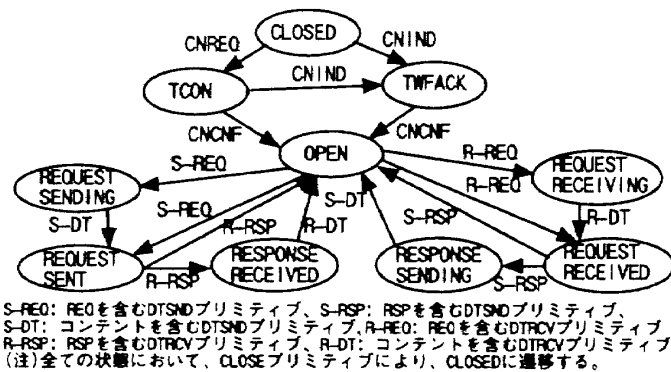 CLOSED
CNREQ
CNIND
TCON
CNIND
TWFACK
CNCNF
CNCNF
OPEN
S-REQ
R-REQ
REQUEST
SENDING
S-REQ
S-DT
R-REQ
REQUEST
RECEIVING
S-DT
R-RSP
R-DT
S-RSP
R-DT
REQUEST
SENT
R-RSP
RESPONSE
RECEIVED
RESPONSE
SENDING
S-RSP
REQUEST
RECEIVED
S-REQ: REQを含むDTSNDプリミティブ、S-RSP: RSPを含むDTSNDプリミティブ、
S-DT: コンテントを含むDTSNDプリミティブ、R-REQ: REQを含むDTRCVプリミティブ
R-RSP: RSPを含むDTRCVプリミティブ、R-DT: コンテントを含むDTRCVプリミティブ
(注)全ての状態において、CLOSEプリミティブにより、CLOSEDに遷移する。